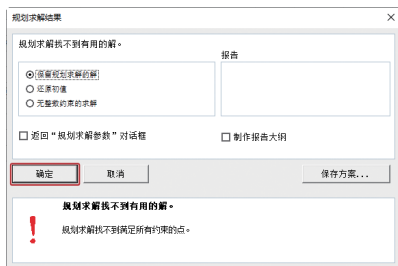 规划求解结果
规划求解找不到有用的解。
报告
保留规划求解的解
还原初值
无整数约束的求解
返回“规划求解参数”对话框
制作报告大纲
确定
取消
保存方案...
规划求解找不到有用的解。
规划求解找不到满足所有约束的点。